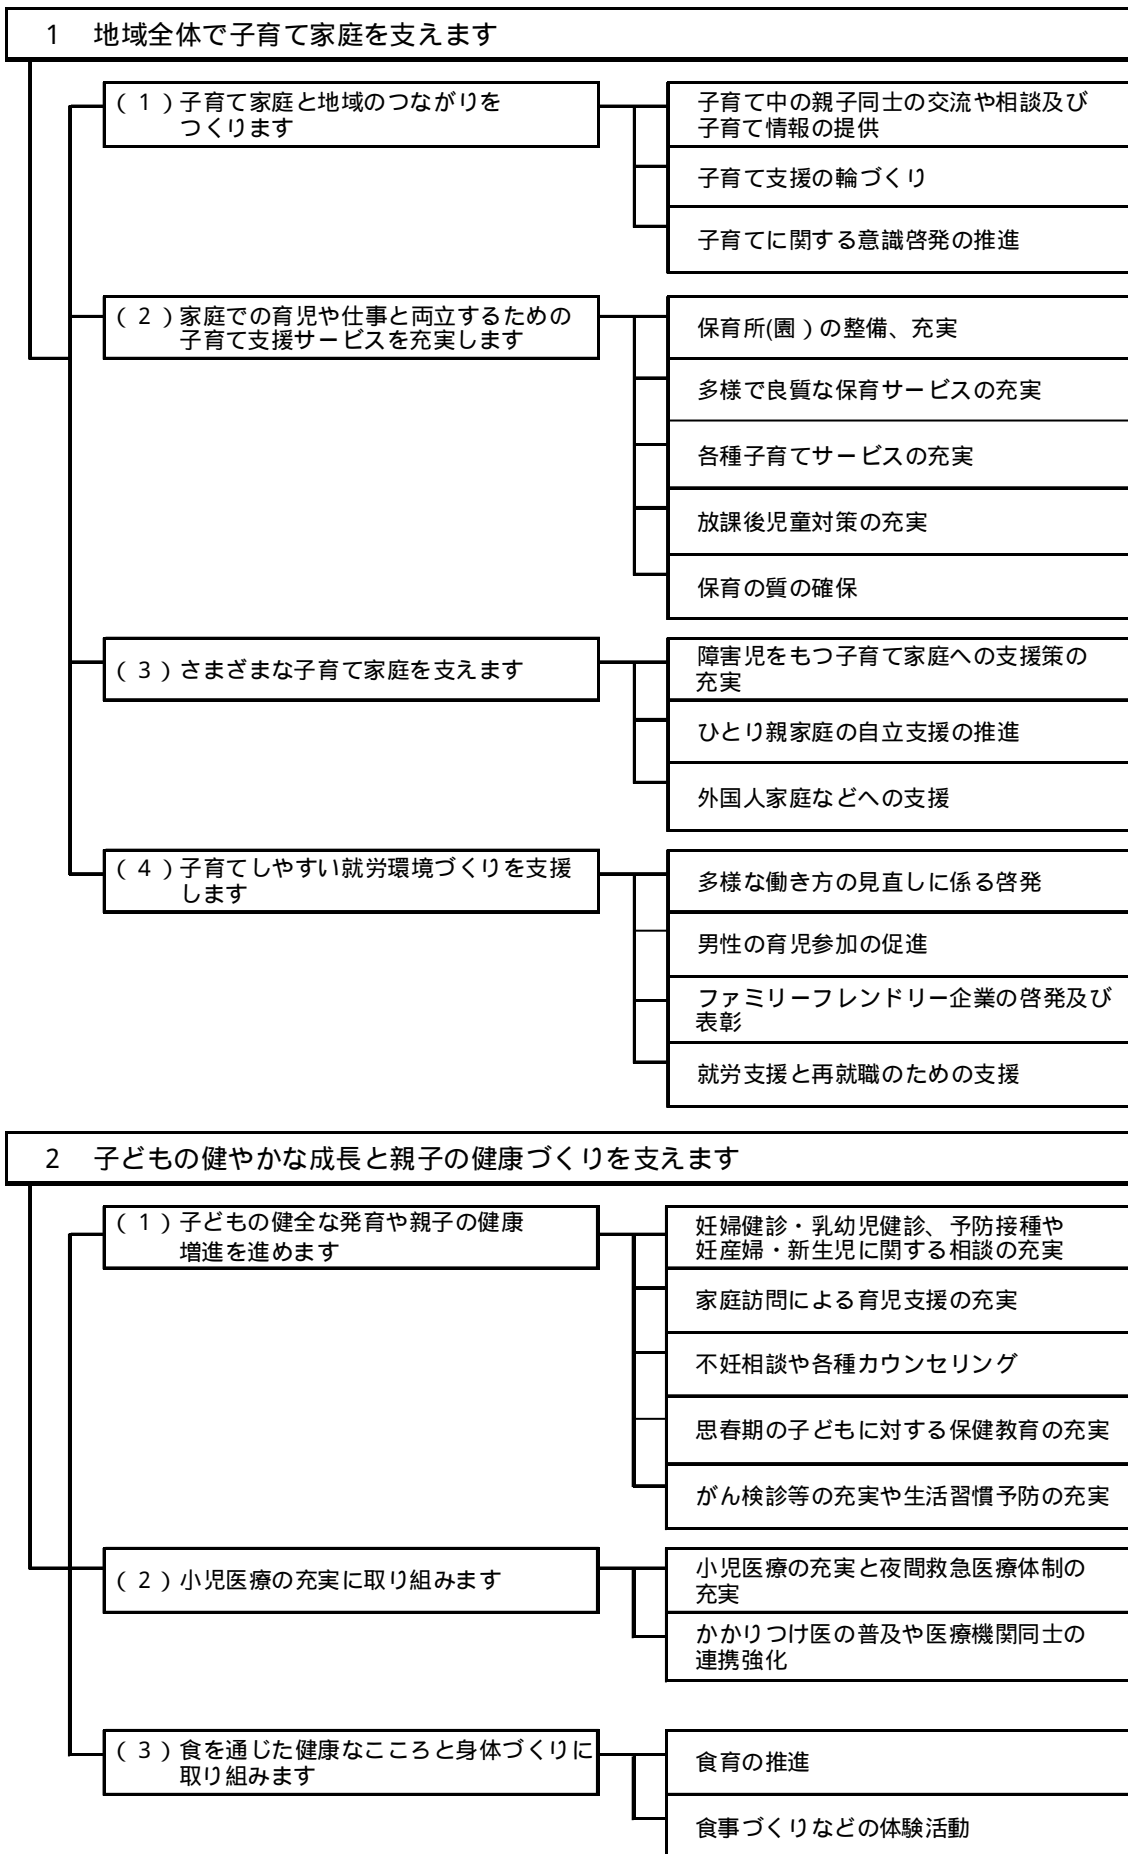 1 地域全体で子育て家庭を支えます
(1)子育て家庭と地域のつながりを
つくります
子育て中の親子同士の交流や相談及び
子育て情報の提供
子育て支援の輪づくり
子育てに関する意識啓発の推進
(2)家庭での育児や仕事と両立するための
子育て支援サービスを充実します
保育所(園)の整備、充実
多様で良質な保育サービスの充実
各種子育てサービスの充実
放課後児童対策の充実
保育の質の確保
(3)さまざまな子育て家庭を支えます
障害児をもつ子育て家庭への支援策の
充実
ひとり親家庭の自立支援の推進
外国人家庭などへの支援
(4)子育てしやすい就労環境づくりを支援
します
多様な働き方の見直しに係る啓発
男性の育児参加の促進
ファミリーフレンドリー企業の啓発及び
表彰
就労支援と再就職のための支援
2 子どもの健やかな成長と親子の健康づくりを支えます
(1)子どもの健全な発育や親子の健康
増進を進めます
妊婦健診・乳幼児健診、予防接種や
妊産婦・新生児に関する相談の充実
家庭訪問による育児支援の充実
不妊相談や各種カウンセリング
思春期の子どもに対する保健教育の充実
がん検診等の充実や生活習慣予防の充実
(2)小児医療の充実に取り組みます
小児医療の充実と夜間救急医療体制の
充実
かかりつけ医の普及や医療機関同士の
連携強化
(3)食を通じた健康なこころと身体づくりに
取り組みます
食育の推進
食事づくりなどの体験活動